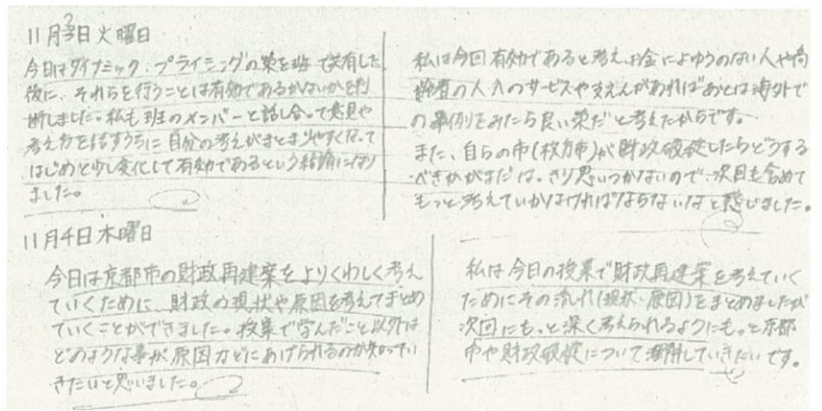 11月2日火曜日
今日はダイナミック・プライシングの策を班で共有した
後に、それらを行うことは有効であるかないかを判
断しました。私も班のメンバーと話し合って意見や
考え方を話すうちに自分の考えがまとまりやすくなって
はじめと少し変化して有効であるという結論になり
ました。
私は今回有効であると考え、お金によゆうのない人や高
齢者の人へのサービスや支えんがあればあとは海外で
の事例をみたら良い策だと考えたからです。
また、自らの市(枚方市)が財政破綻したらどうする
べきかがまだはっきり思いつかないので、次回も含めて
もっと考えていかなければならないなと感じました。
11月4日木曜日
今日は京都市の財政再建案をよりくわしく考え
ていくために、財政の現状や原因を考えてまとめ
ていくことができました。授業で学んだこと以外は
どのような事が原因などにあげられるのか知ってい
きたいと思いました。
私は今日の授業で財政再建案を考えていく
ためにその流れ(現状・原因)をまとめましたが
次回にもっと深く考えられるようにもっと京都
市や財政破綻について理解していきたいです。